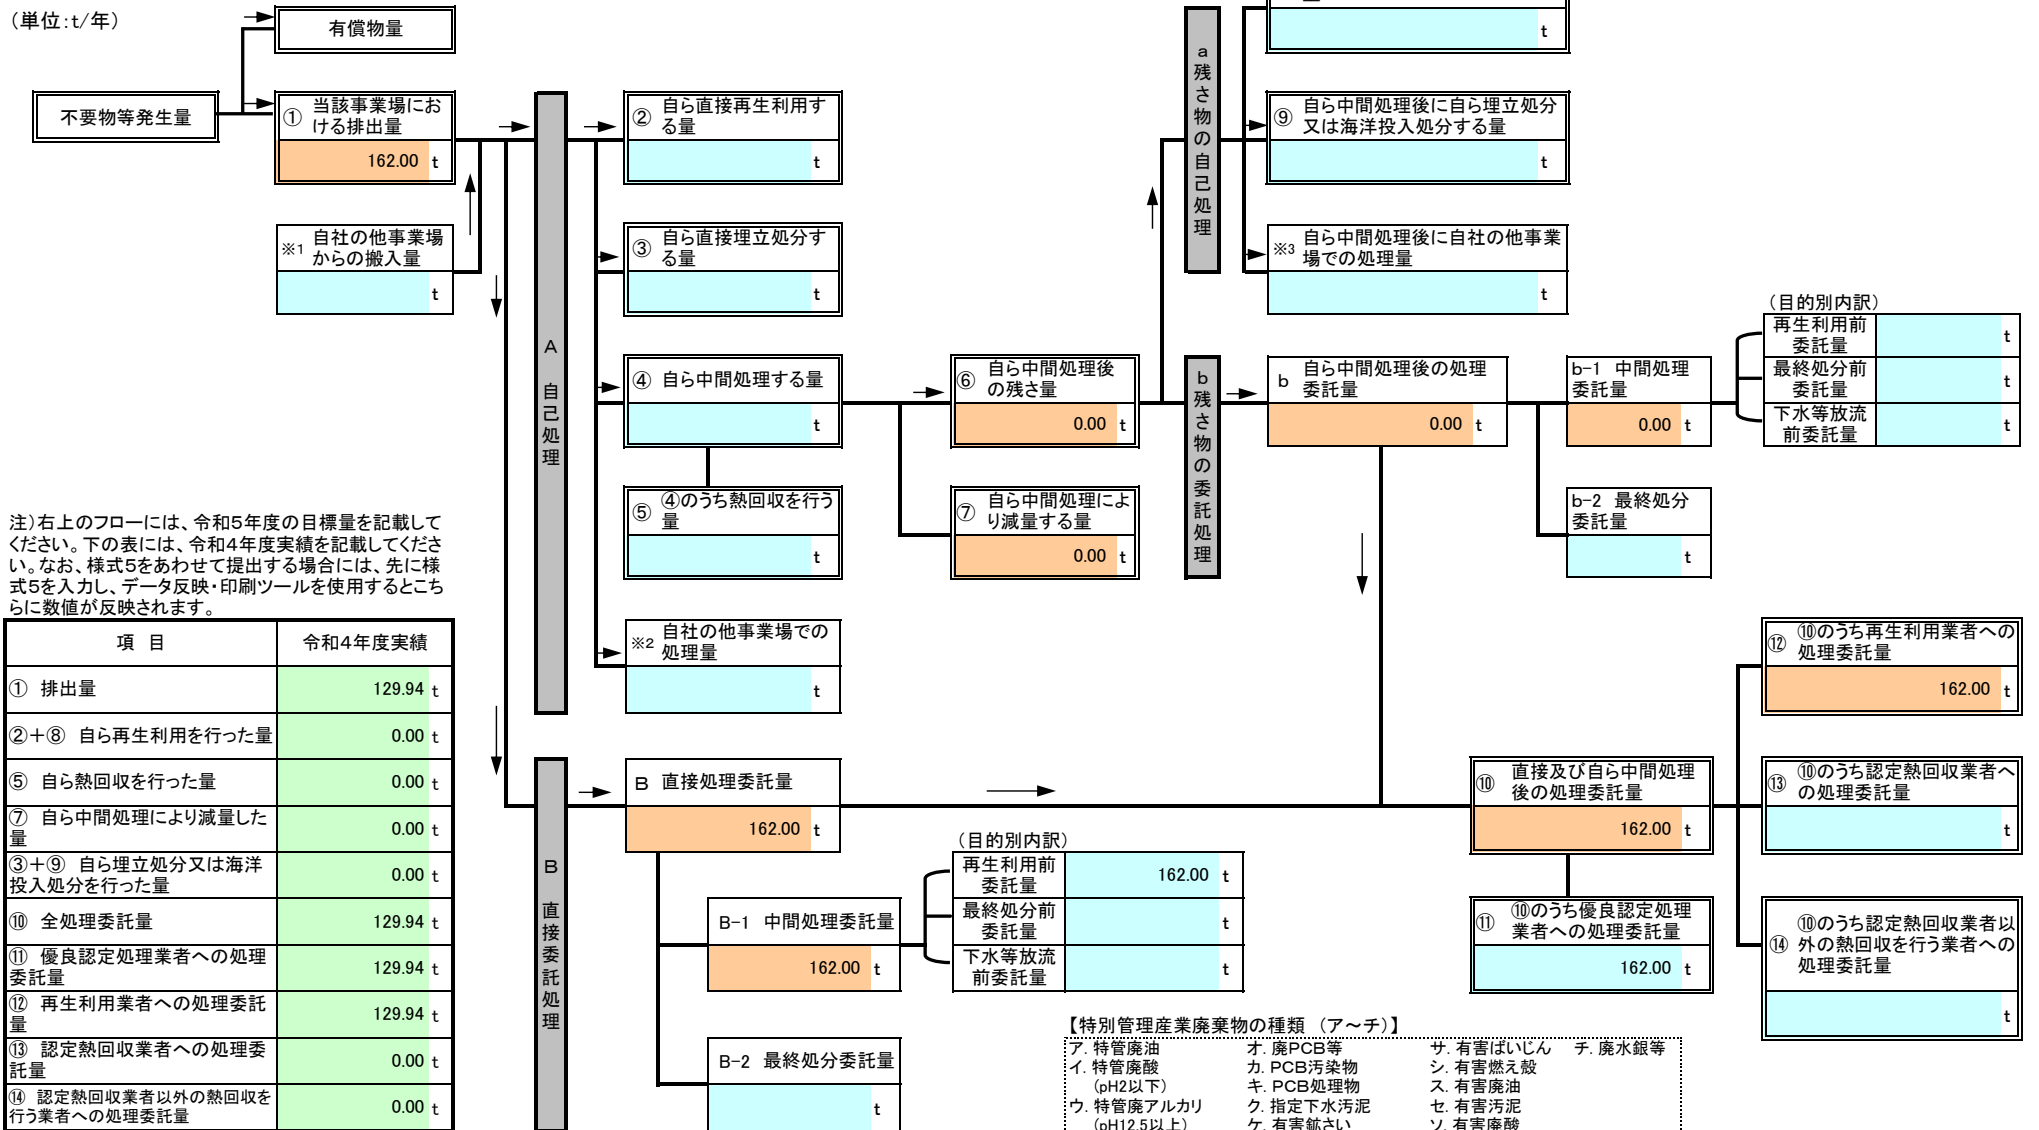 （単位：t/年）
有償物量
不要物等発生量
① 当該事業場にお
ける排出量
162.00 t
※1 自社の他事業場
からの搬入量
t
A 自己処理
② 自ら直接再生利用す
る量
t
③ 自ら直接埋立処分す
る量
t
④ 自ら中間処理する量
t
⑤ ④のうち熱回収を行う
量
t
※2 自社の他事業場での
処理量
t
⑥ 自ら中間処理後
の残さ量
0.00 t
⑦ 自ら中間処理によ
り減量する量
0.00 t
a 残さ物の自己処理
t
⑨ 自ら中間処理後に自ら埋立処分
又は海洋投入処分する量
t
※3 自ら中間処理後に自社の他事業
場での処理量
t
b 残さ物の委託処理
b 自ら中間処理後の処理
委託量
0.00 t
b-1 中間処理
委託量
0.00 t
（目的別内訳）
再生利用前
委託量
t
最終処分前
委託量
t
下水等放流
前委託量
t
b-2 最終処分
委託量
t
注）右上のフローには、令和5年度の目標量を記載して
ください。下の表には、令和4年度実績を記載してくださ
い。なお、様式5をあわせて提出する場合には、先に様
式5を入力し、データ反映・印刷ツールを使用するとこち
らに数値が反映されます。
項 目 令和4年度実績
① 排出量 129.94 t
②＋⑧ 自ら再生利用を行った量 0.00 t
⑤ 自ら熱回収を行った量 0.00 t
⑦ 自ら中間処理により減量した
量 0.00 t
③＋⑨ 自ら埋立処分又は海洋
投入処分を行った量 0.00 t
⑩ 全処理委託量 129.94 t
⑪ 優良認定処理業者への処理
委託量 129.94 t
⑫ 再生利用業者への処理委託
量 129.94 t
⑬ 認定熱回収業者への処理委
託量 0.00 t
⑭ 認定熱回収業者以外の熱回収を
行う業者への処理委託量 0.00 t
B 直接委託処理
B 直接処理委託量
162.00 t
B-1 中間処理委託量
162.00 t
（目的別内訳）
再生利用前
委託量
162.00 t
最終処分前
委託量
t
下水等放流
前委託量
t
B-2 最終処分委託量
t
⑩ 直接及び自ら中間処理
後の処理委託量
162.00 t
⑪ ⑩のうち優良認定処理
業者への処理委託量
162.00 t
⑫ ⑩のうち再生利用業者への
処理委託量
162.00 t
⑬ ⑩のうち認定熱回収業者へ
の処理委託量
t
⑭ ⑩のうち認定熱回収業者以
外の熱回収を行う業者への
処理委託量
t
【特別管理産業廃棄物の種類 （ア～チ）】
ア. 特管廃油 オ. 廃PCB等 サ. 有害ばいじん チ. 廃水銀等
イ. 特管廃酸 カ. PCB汚染物 シ. 有害燃え殻
（pH2以下） キ. PCB処理物 ス. 有害廃油
ウ. 特管廃アルカリ ク. 指定下水汚泥 セ. 有害汚泥
（pH12.5以上） ケ. 有害鉱さい ソ. 有害廃酸